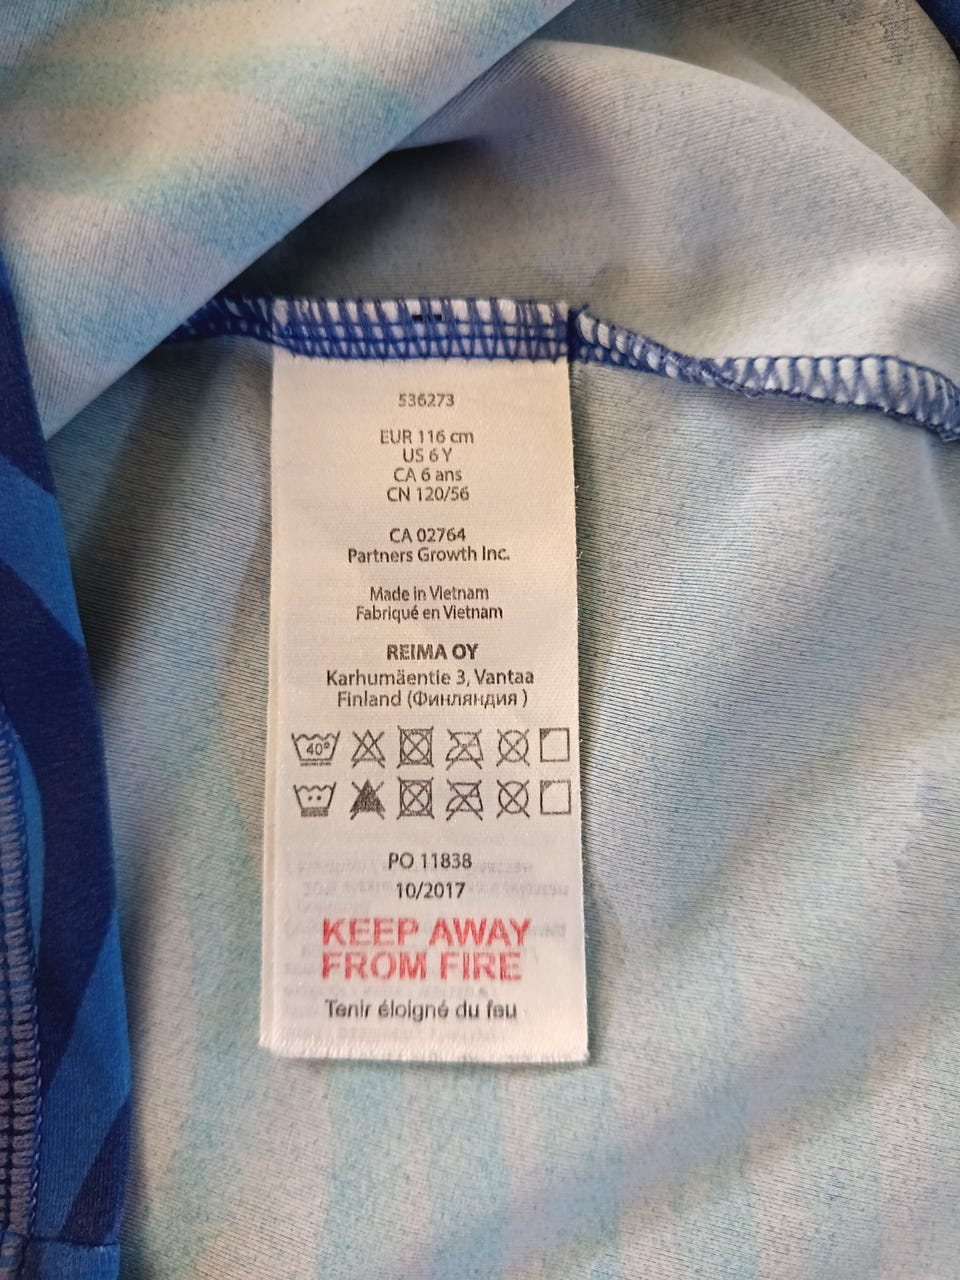 536273
EUR 116 cm
US 6 Y
CA 6 ans
CN 120/56
CA 02764
Partners Growth Inc.
Made in Vietnam
Fabriqué en Vietnam
REIMA OY
Karhumäentie 3, Vantaa
Finland (Финляндия )
40°
PO 11838
10/2017
KEEP AWAY
FROM FIRE
Tenir éloigné du feu